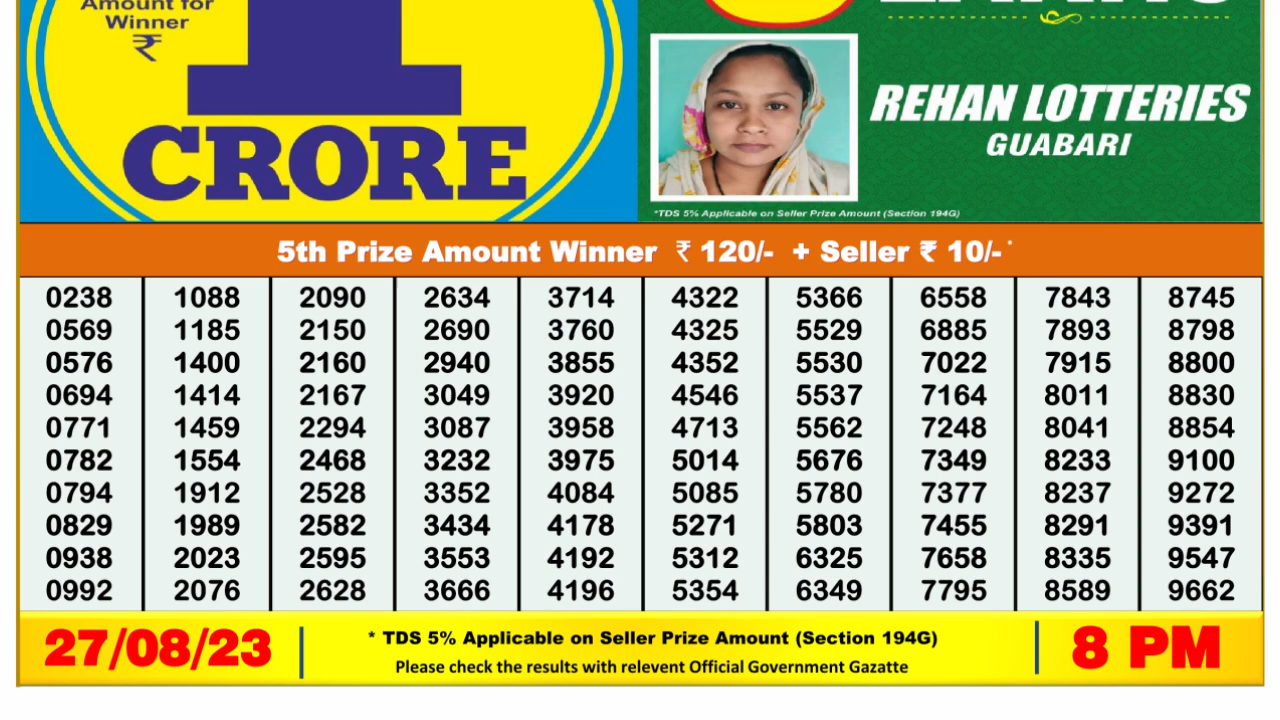 Amount for
Winner
₹
1
CRORE
REHAN LOTTERIES
GUABARI
*TDS 5% Applicable on Seller Prize Amount (Section 194G)
5th Prize Amount Winner ₹ 120/- + Seller ₹ 10/-*
0238 1088 2090 2634 3714 4322 5366 6558 7843 8745
0569 1185 2150 2690 3760 4325 5529 6885 7893 8798
0576 1400 2160 2940 3855 4352 5530 7022 7915 8800
0694 1414 2167 3049 3920 4546 5537 7164 8011 8830
0771 1459 2294 3087 3958 4713 5562 7248 8041 8854
0782 1554 2468 3232 3975 5014 5676 7349 8233 9100
0794 1912 2528 3352 4084 5085 5780 7377 8237 9272
0829 1989 2582 3434 4178 5271 5803 7455 8291 9391
0938 2023 2595 3553 4192 5312 6325 7658 8335 9547
0992 2076 2628 3666 4196 5354 6349 7795 8589 9662
27/08/23
* TDS 5% Applicable on Seller Prize Amount (Section 194G)
Please check the results with relevent Official Government Gazatte
8 PM